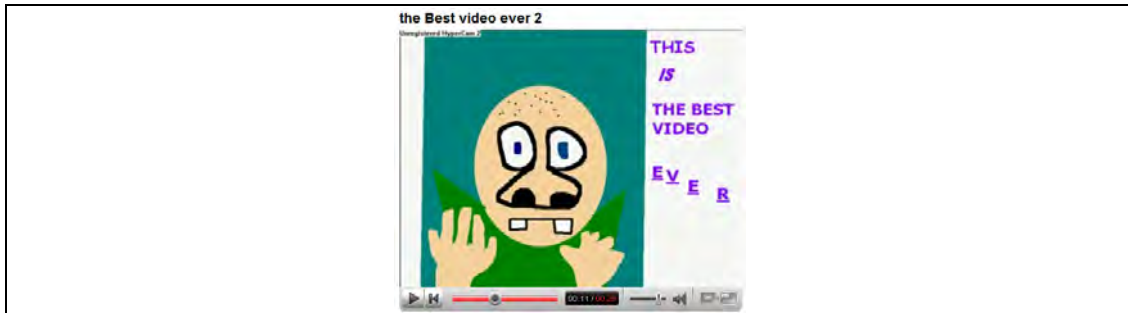 the Best video ever 2
Unregistered HyperCam 2
THIS
IS
THE BEST
VIDEO
EVER
00:11 / 00:28